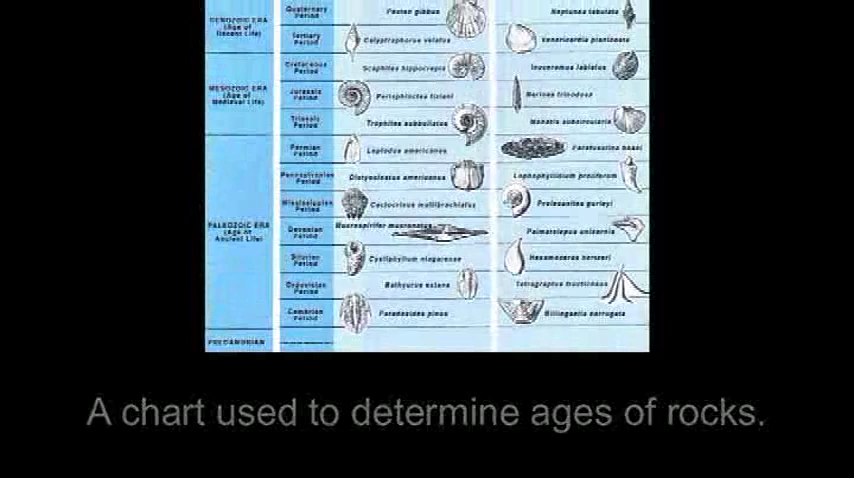 Quaternary
Period
Pecten gibbus
Neptunea tabulata
CENOZOIC ERA
(Age of
Recent Life)
Tertiary
Period
Calyptraphorus velatus
Venericardia planicosta
Cretaceous
Period
Scaphites hippocrepis
Inoceramus labiatus
MESOZOIC ERA
(Age of
Medieval Life)
Jurassic
Period
Perisphinctes tiziani
Nerinea trinodosa
Triassic
Period
Trophites subbullatus
Monotis subcircularis
Permian
Period
Leptodus americanus
Parafusulina bosei
Pennsylvanian
Period
Dictyoclostus americanus
Lophophyllidium proliferum
Mississippian
Period
Cactocrinus multibrachiatus
Prolecanites gurleyi
PALEOZOIC ERA
(Age of
Ancient Life)
Devonian
Period
Mucrospirifer mucronatus
Palmatolepus unicornis
Silurian
Period
Cystiphyllum niagarense
Hexamoceras hertzeri
Ordovician
Period
Bathyurus extans
Tetragraptus fructicosus
Cambrian
Period
Paradoxides pinus
Billingsella corrugata
PRECAMBRIAN
A chart used to determine ages of rocks.